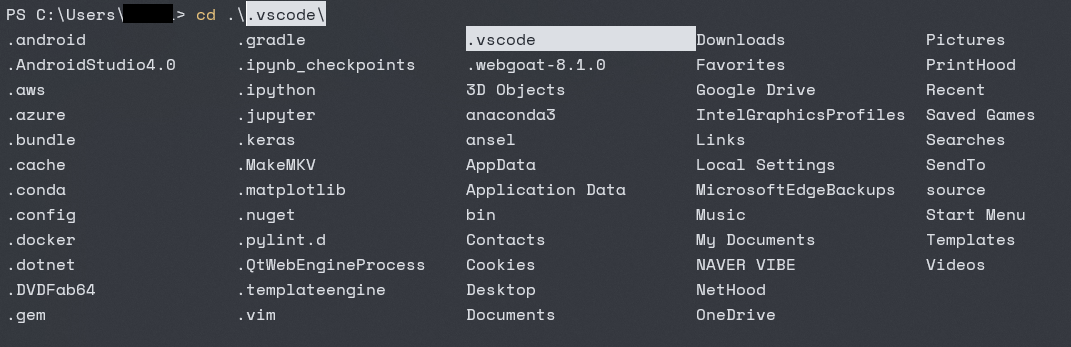 PS C:\Users\ > cd .\.vscode\
.android .gradle .vscode Downloads Pictures
.AndroidStudio4.0 .ipynb_checkpoints .webgoat-8.1.0 Favorites PrintHood
.aws .ipython 3D Objects Google Drive Recent
.azure .jupyter anaconda3 IntelGraphicsProfiles Saved Games
.bundle .keras ansel Links Searches
.cache .MakeMKV AppData Local Settings SendTo
.conda .matplotlib Application Data MicrosoftEdgeBackups source
.config .nuget bin Music Start Menu
.docker .pylint.d Contacts My Documents Templates
.dotnet .QtWebEngineProcess Cookies NAVER VIBE Videos
.DVDFab64 .templateengine Desktop NetHood
.gem .vim Documents OneDrive